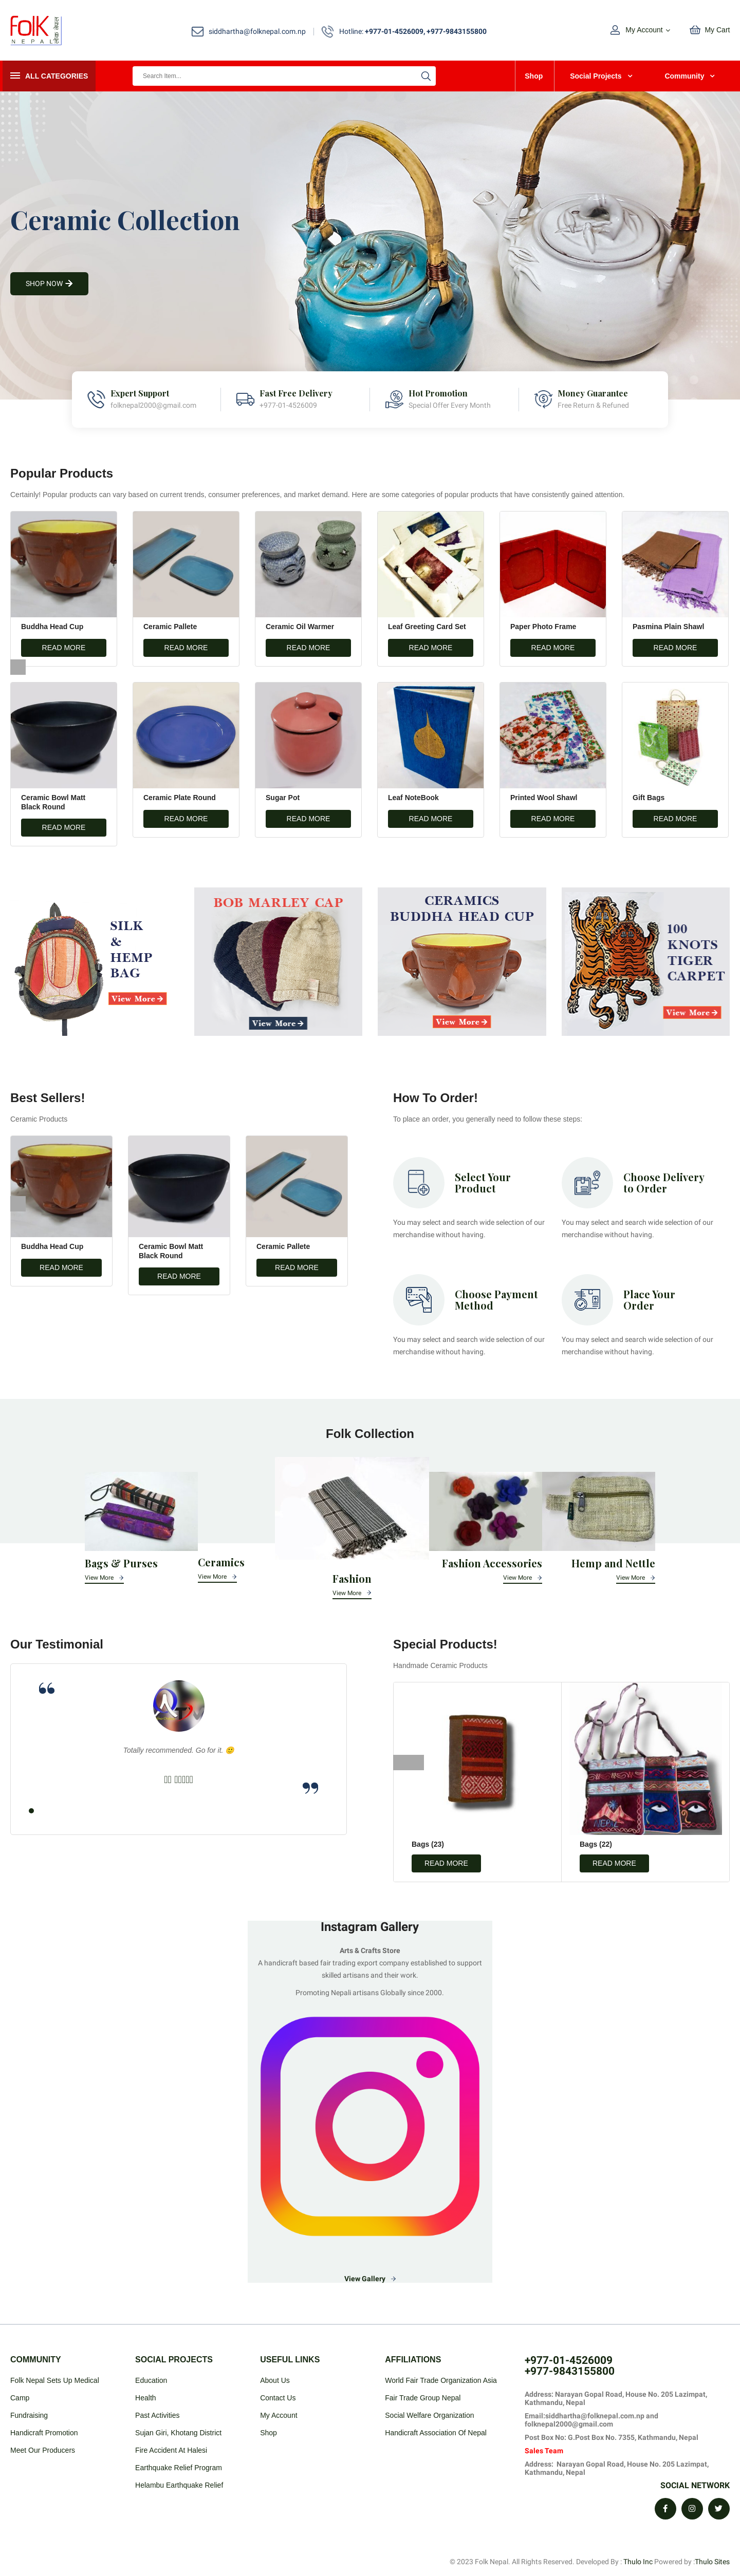 FOLK
NEPAL
siddhartha@folknepal.com.np
Hotline: +977-01-4526009, +977-9843155800
My Account
My Cart
ALL CATEGORIES
Search Item...
Shop
Social Projects
Community
Ceramic Collection
SHOP NOW
Expert Support
folknepal2000@gmail.com
Fast Free Delivery
+977-01-4526009
Hot Promotion
Special Offer Every Month
Money Guarantee
Free Return & Refuned
Popular Products
Certainly! Popular products can vary based on current trends, consumer preferences, and market demand. Here are some categories of popular products that have consistently gained attention.
Buddha Head Cup
READ MORE
Ceramic Pallete
READ MORE
Ceramic Oil Warmer
READ MORE
Leaf Greeting Card Set
READ MORE
Paper Photo Frame
READ MORE
Pasmina Plain Shawl
READ MORE
Ceramic Bowl Matt
Black Round
READ MORE
Ceramic Plate Round
READ MORE
Sugar Pot
READ MORE
Leaf NoteBook
READ MORE
Printed Wool Shawl
READ MORE
Gift Bags
READ MORE
SILK
&
HEMP
BAG
View More
BOB MARLEY CAP
View More
CERAMICS
BUDDHA HEAD CUP
View More
100
KNOTS
TIGER
CARPET
View More
Best Sellers!
Ceramic Products
Buddha Head Cup
READ MORE
Ceramic Bowl Matt
Black Round
READ MORE
Ceramic Pallete
READ MORE
How To Order!
To place an order, you generally need to follow these steps:
Select Your
Product
You may select and search wide selection of our
merchandise without having.
Choose Delivery
to Order
You may select and search wide selection of our
merchandise without having.
Choose Payment
Method
You may select and search wide selection of our
merchandise without having.
Place Your
Order
You may select and search wide selection of our
merchandise without having.
Folk Collection
Bags & Purses
View More
Ceramics
View More
Fashion
View More
Fashion Accessories
View More
Hemp and Nettle
View More
Our Testimonial
Totally recommended. Go for it. 🙂
Special Products!
Handmade Ceramic Products
Bags (23)
READ MORE
Bags (22)
READ MORE
Instagram Gallery
Arts & Crafts Store
A handicraft based fair trading export company established to support
skilled artisans and their work.
Promoting Nepali artisans Globally since 2000.
View Gallery
COMMUNITY
Folk Nepal Sets Up Medical
Camp
Fundraising
Handicraft Promotion
Meet Our Producers
SOCIAL PROJECTS
Education
Health
Past Activities
Sujan Giri, Khotang District
Fire Accident At Halesi
Earthquake Relief Program
Helambu Earthquake Relief
USEFUL LINKS
About Us
Contact Us
My Account
Shop
AFFILIATIONS
World Fair Trade Organization Asia
Fair Trade Group Nepal
Social Welfare Organization
Handicraft Association Of Nepal
+977-01-4526009
+977-9843155800
Address: Narayan Gopal Road, House No. 205 Lazimpat,
Kathmandu, Nepal
Email:siddhartha@folknepal.com.np and
folknepal2000@gmail.com
Post Box No: G.Post Box No. 7355, Kathmandu, Nepal
Sales Team
Address: Narayan Gopal Road, House No. 205 Lazimpat,
Kathmandu, Nepal
SOCIAL NETWORK
© 2023 Folk Nepal. All Rights Reserved. Developed By : Thulo Inc Powered by :Thulo Sites